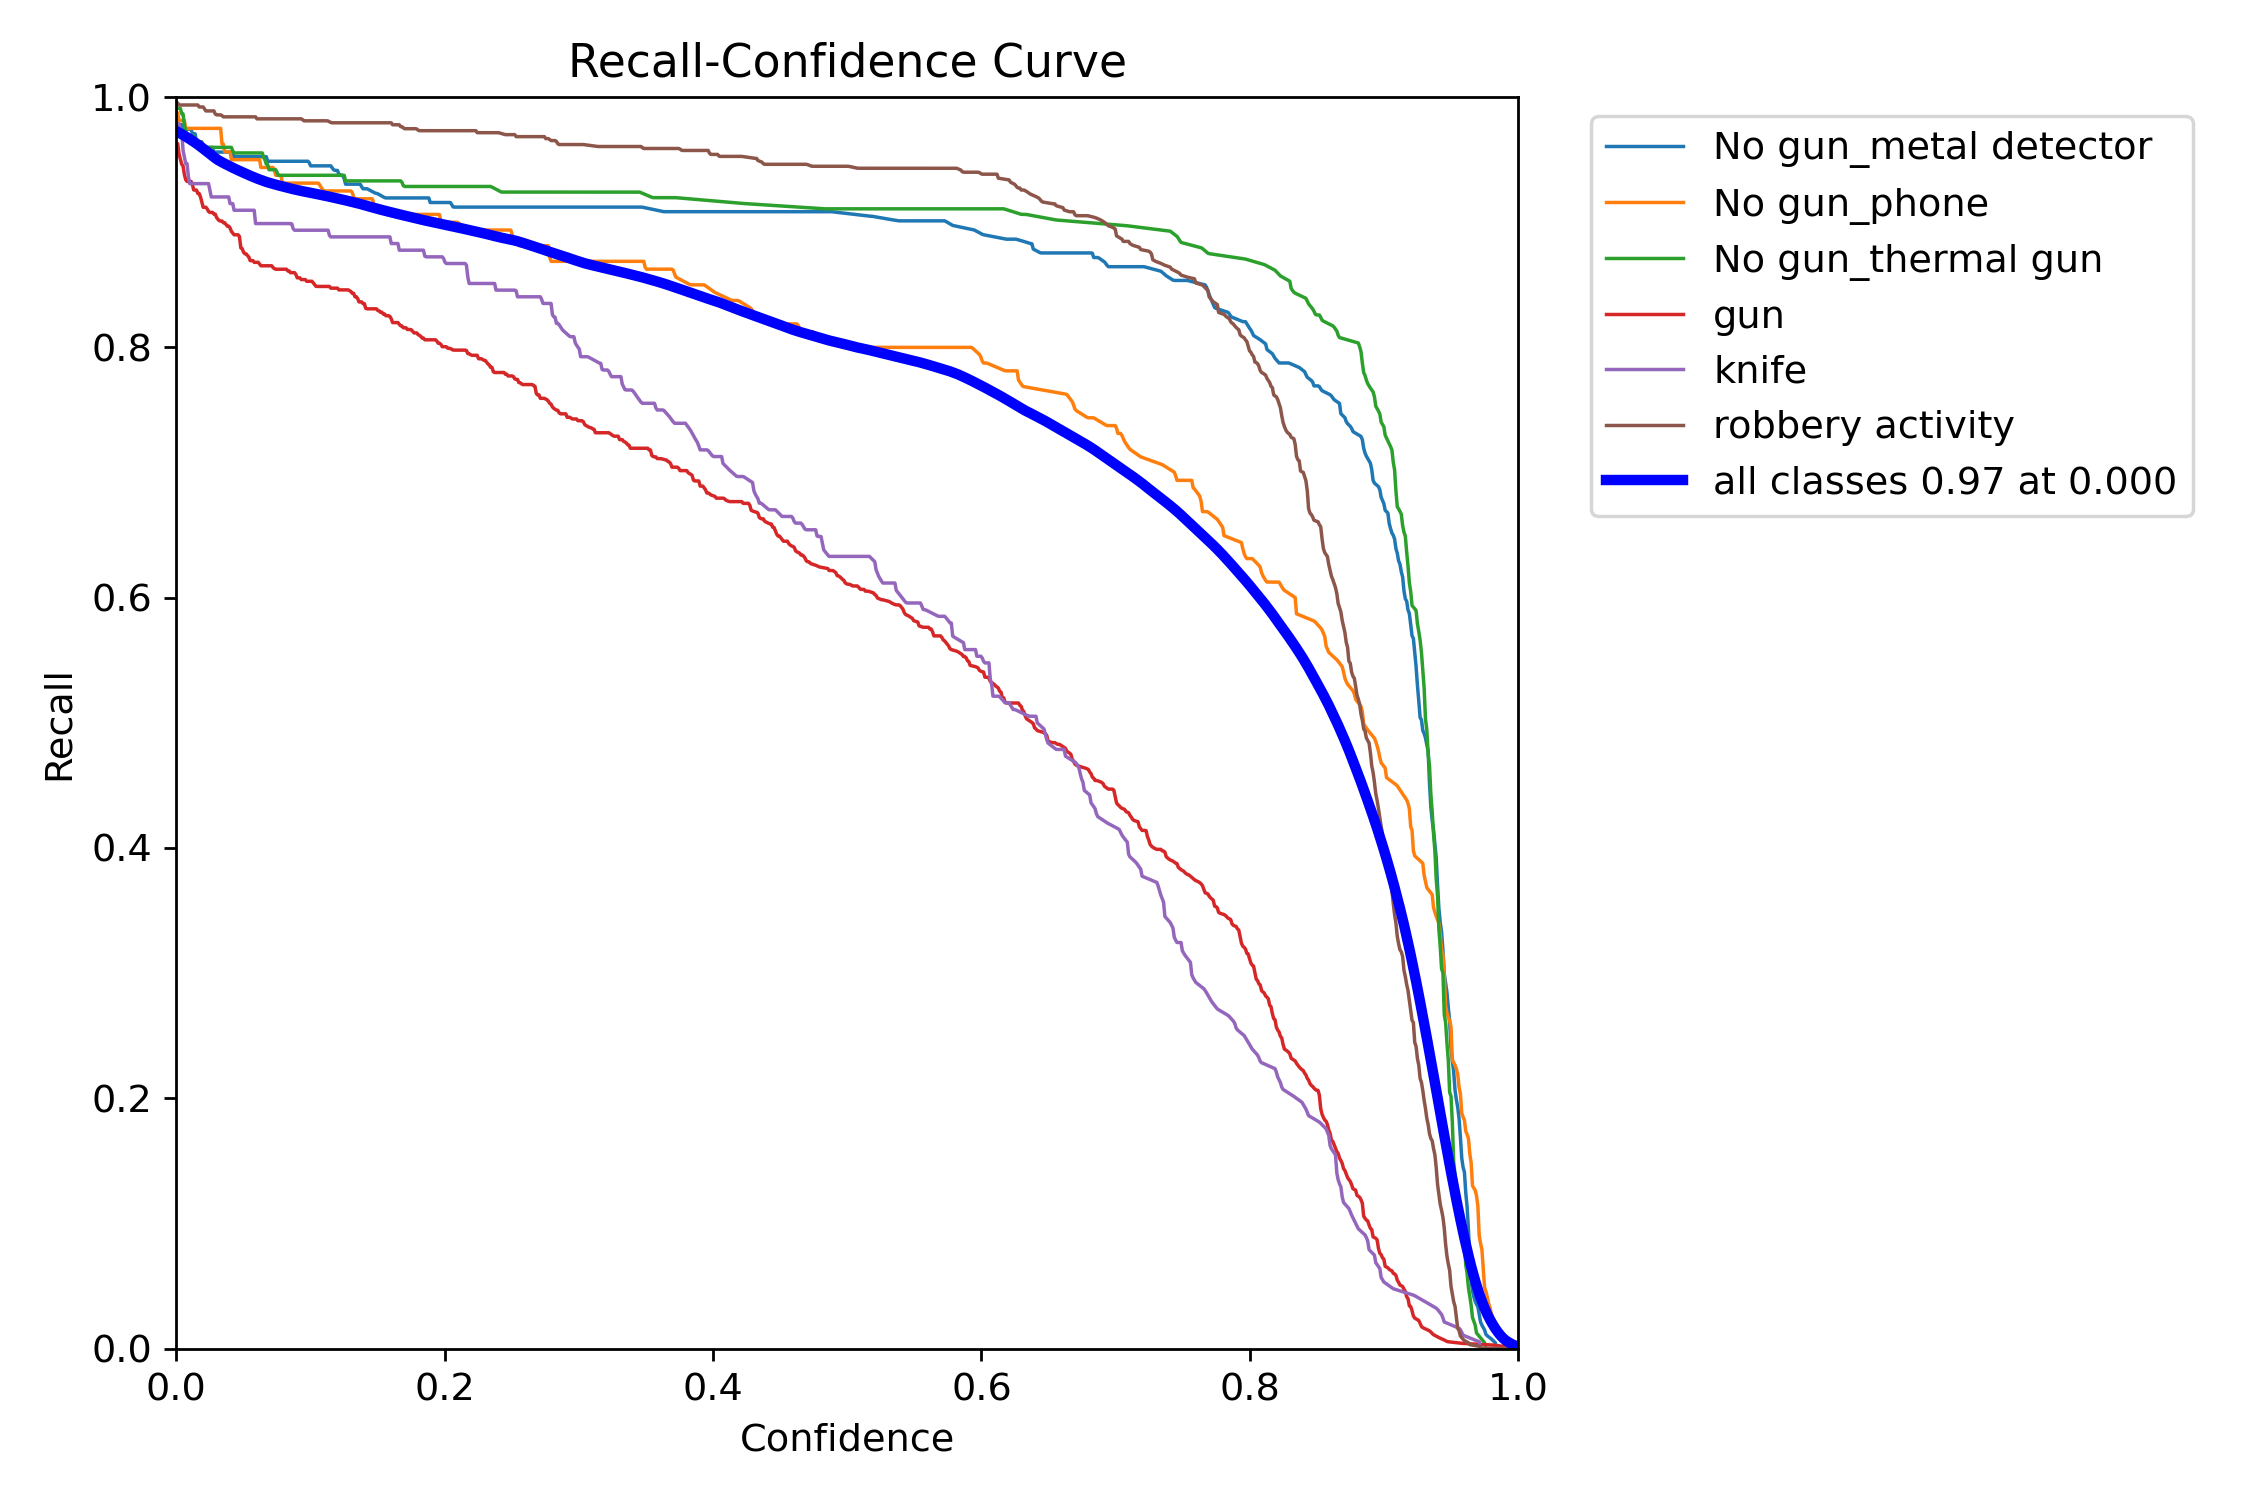 Recall-Confidence Curve
1.0
0.8
0.6
0.4
0.2
0.0
Recall
0.0 0.2 0.4 0.6 0.8 1.0
Confidence
No gun_metal detector
No gun_phone
No gun_thermal gun
gun
knife
robbery activity
all classes 0.97 at 0.000